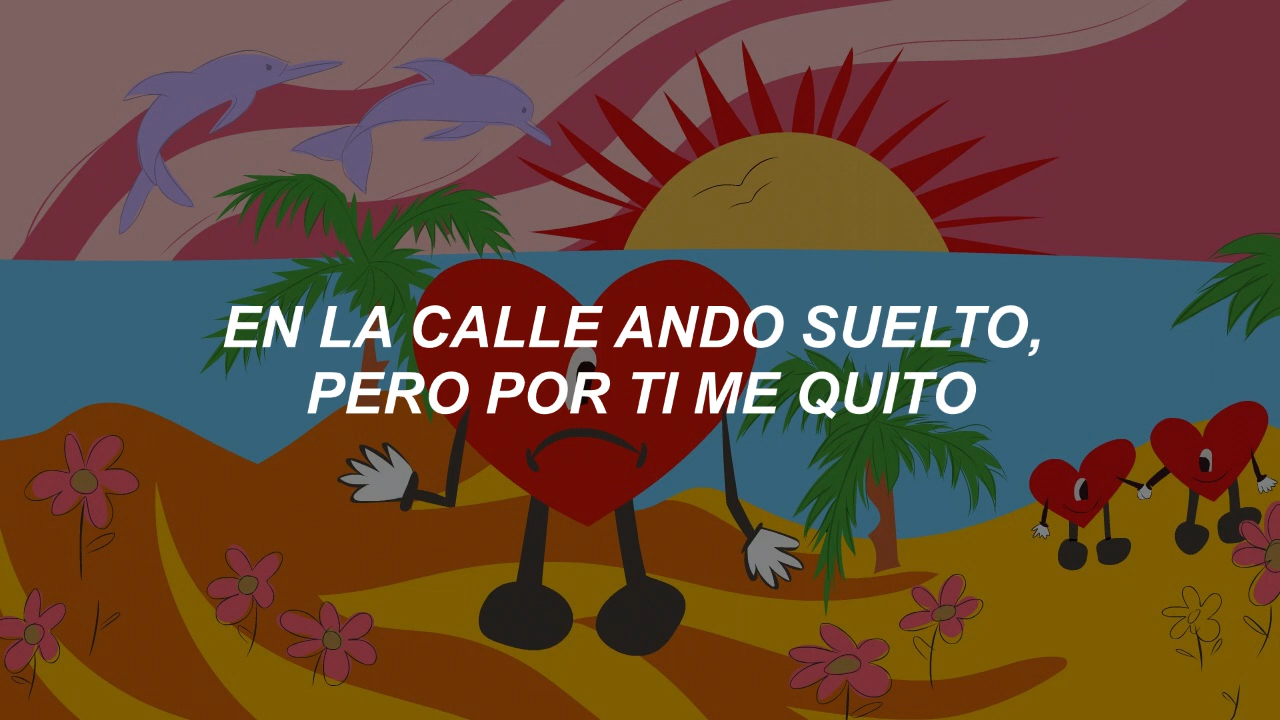 EN LA CALLE ANDO SUELTO,
PERO POR TI ME QUITO